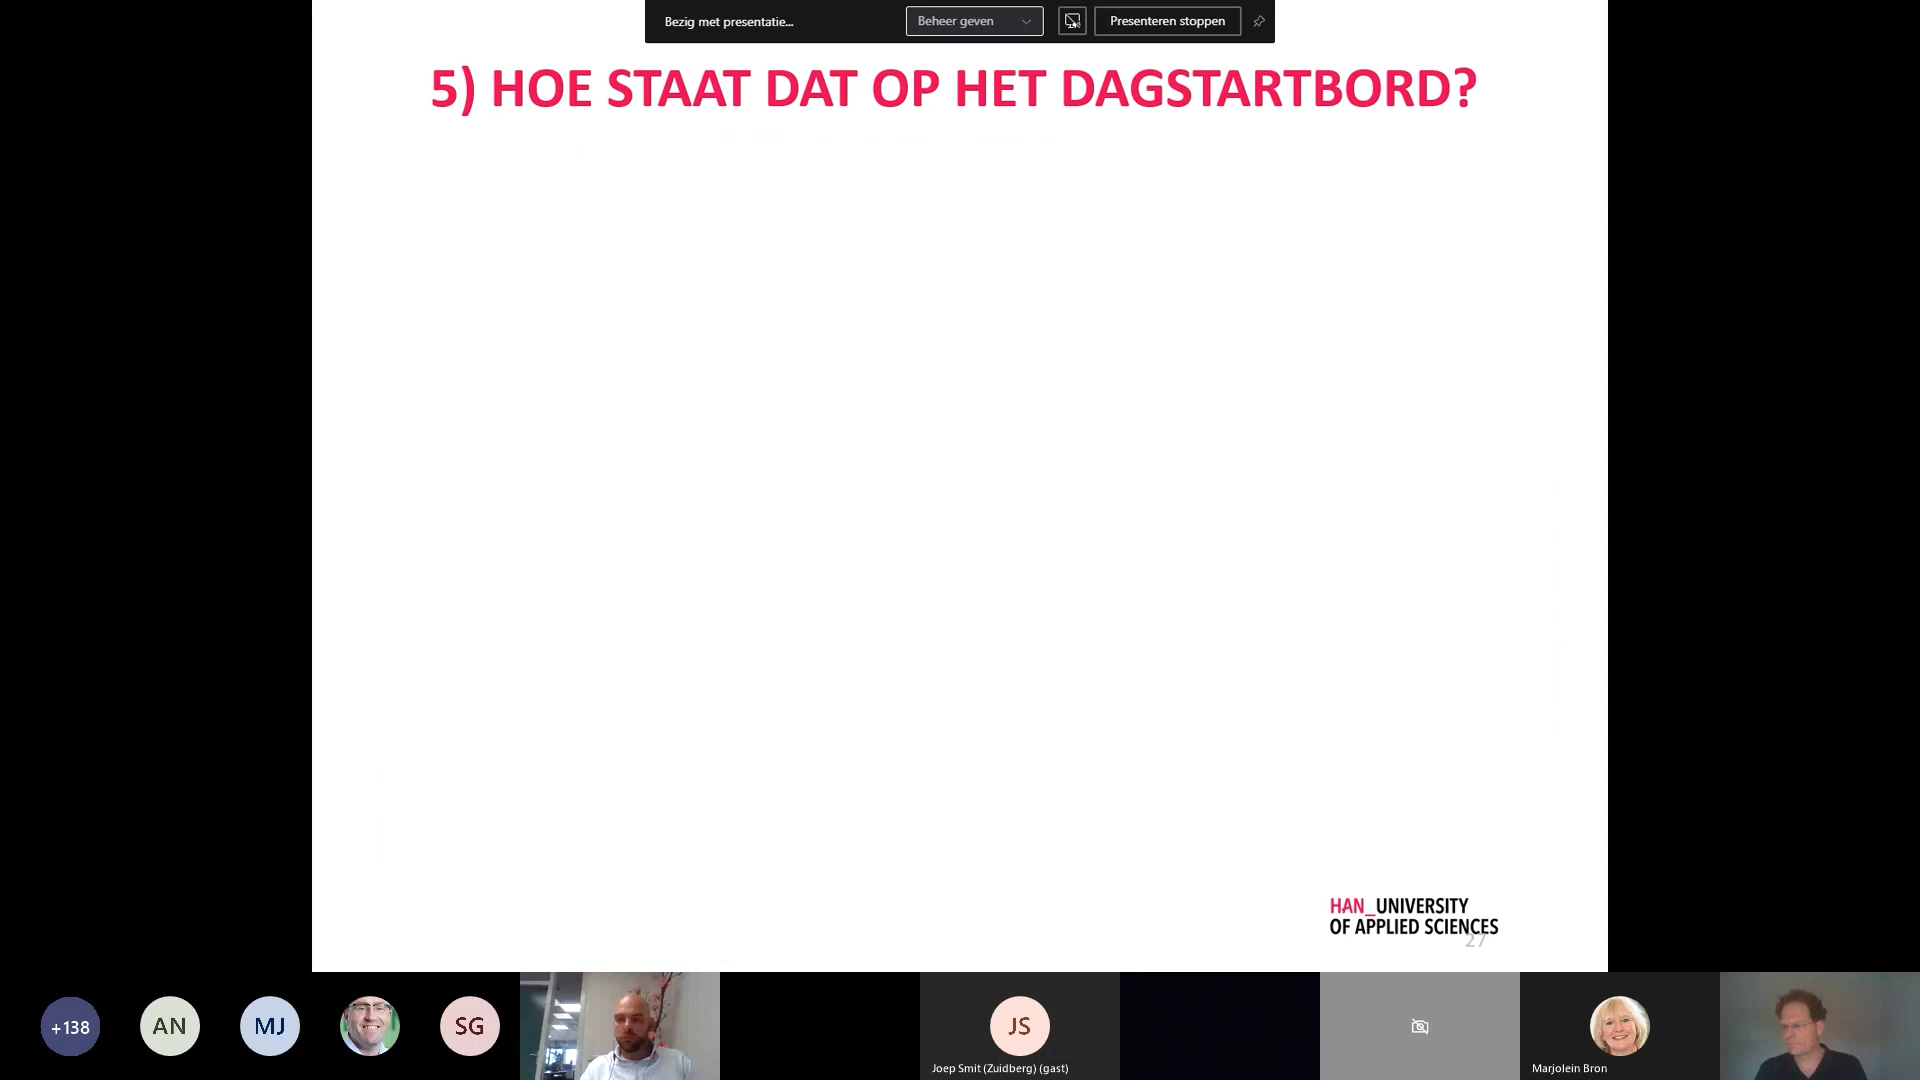 Bezig met presentatie...
Beheer geven
Presenteren stoppen
5) HOE STAAT DAT OP HET DAGSTARTBORD?
HAN_UNIVERSITY
OF APPLIED SCIENCES
27
+138
AN
MJ
SG
JS
Joep Smit (Zuidberg) (gast)
Marjolein Bron